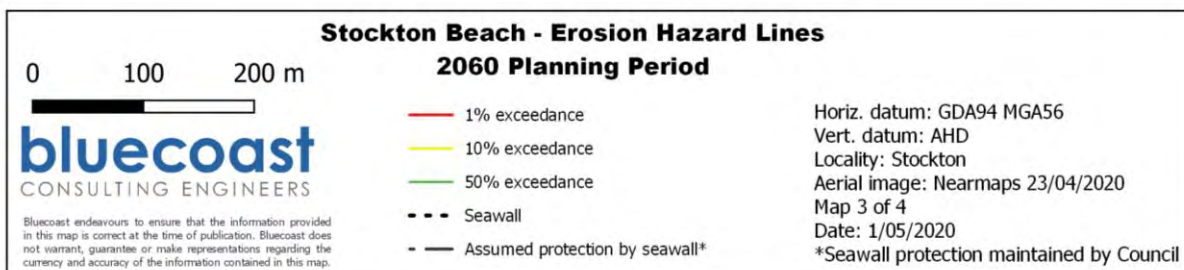 Stockton Beach - Erosion Hazard Lines
2060 Planning Period
0 100 200 m
bluecoast
CONSULTING ENGINEERS
Bluecoast endeavours to ensure that the information provided
in this map is correct at the time of publication. Bluecoast does
not warrant, guarantee or make representations regarding the
currency and accuracy of the information contained in this map.
1% exceedance
10% exceedance
50% exceedance
Seawall
Assumed protection by seawall*
Horiz. datum: GDA94 MGA56
Vert. datum: AHD
Locality: Stockton
Aerial image: Nearmaps 23/04/2020
Map 3 of 4
Date: 1/05/2020
*Seawall protection maintained by Council